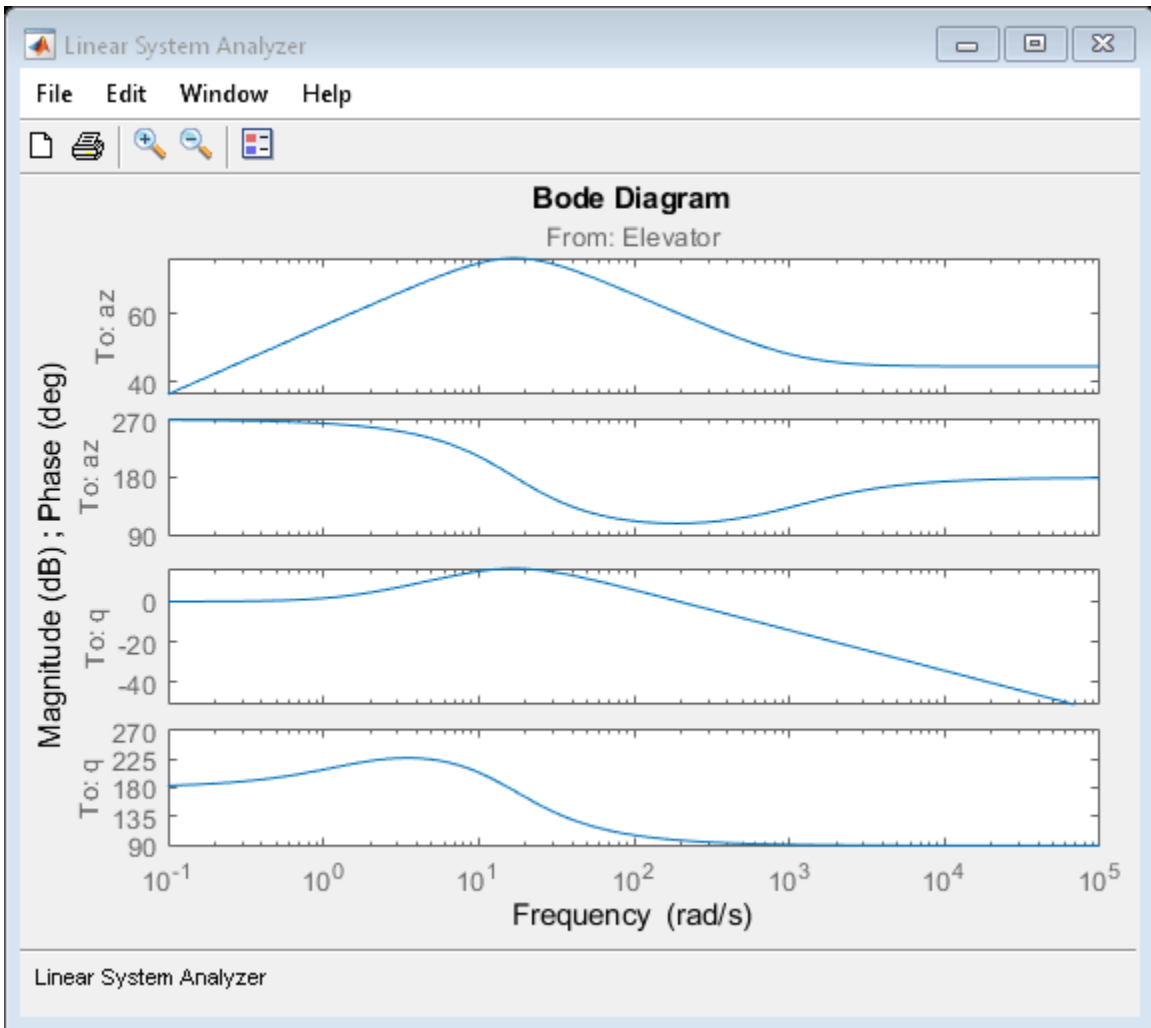 Linear System Analyzer
File Edit Window Help
Bode Diagram
From: Elevator
Magnitude (dB) ; Phase (deg)
To: az
60
40
To: az
270
180
90
To: q
0
-20
-40
To: q
270
225
180
135
90
10^-1 10^0 10^1 10^2 10^3 10^4 10^5
Frequency (rad/s)
Linear System Analyzer